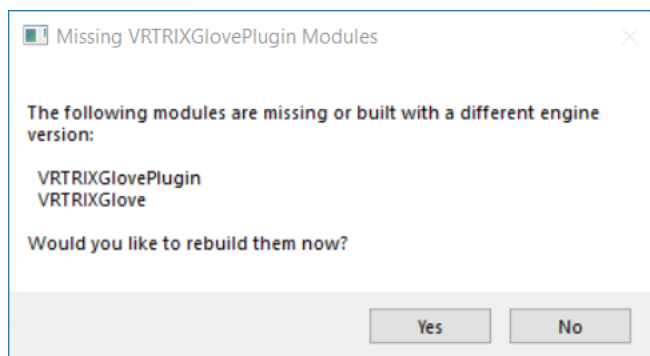 Missing VRTRIXGlovePlugin Modules
The following modules are missing or built with a different engine
version:
VRTRIXGlovePlugin
VRTRIXGlove
Would you like to rebuild them now?
Yes No